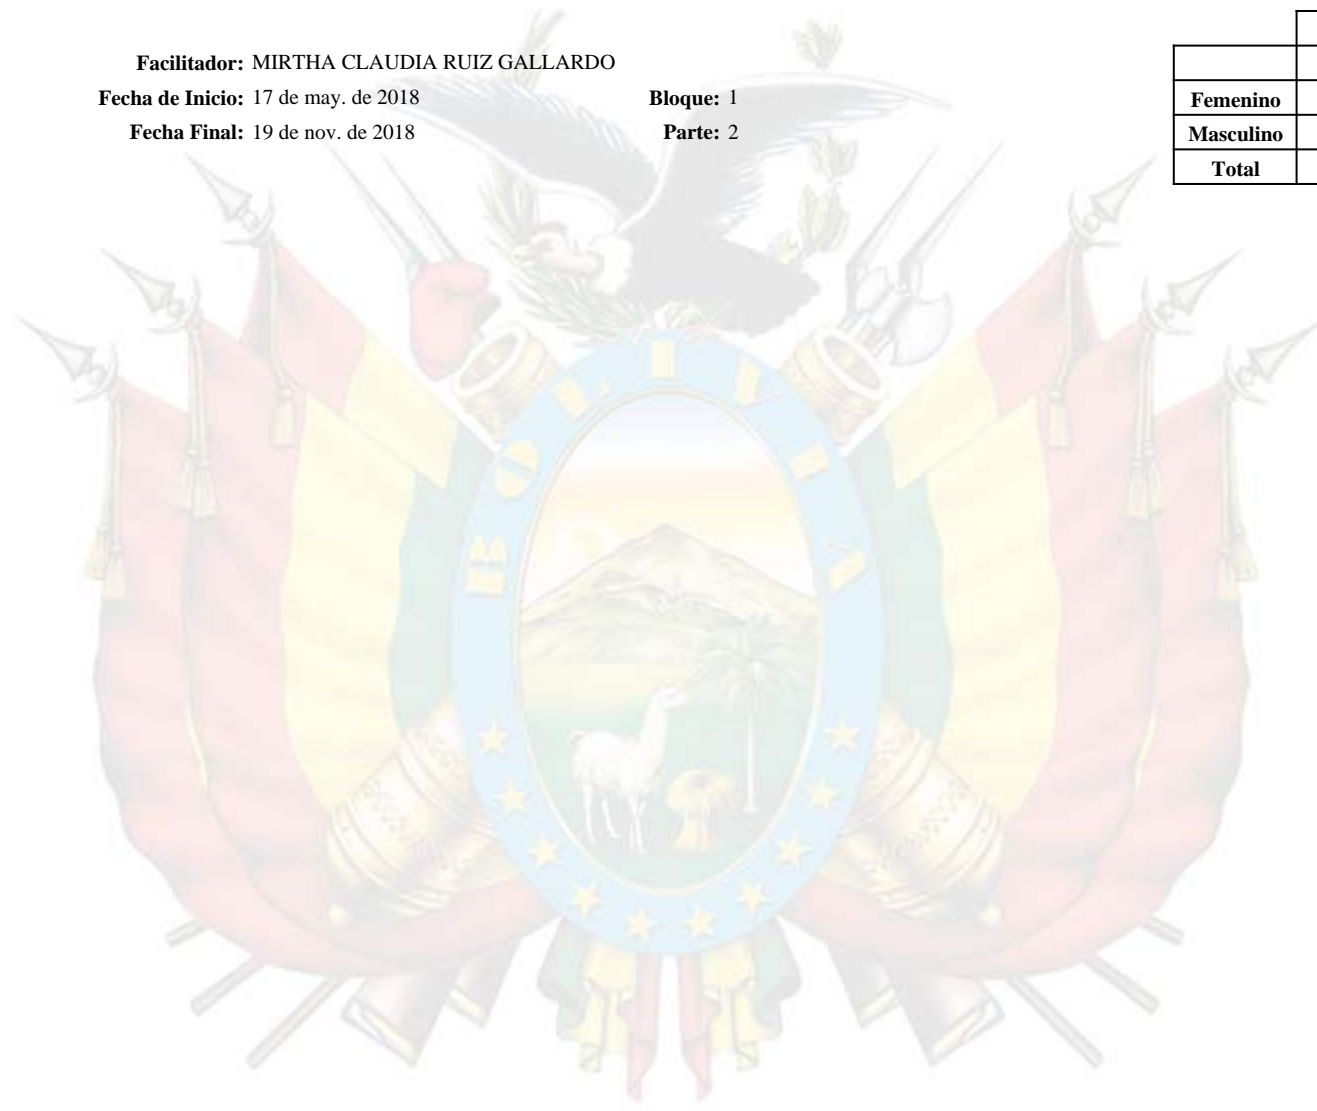 Facilitador: MIRTHA CLAUDIA RUIZ GALLARDO
Fecha de Inicio: 17 de may. de 2018 Bloque: 1
Fecha Final: 19 de nov. de 2018 Parte: 2
Femenino
Masculino
Total
BOLIVIA